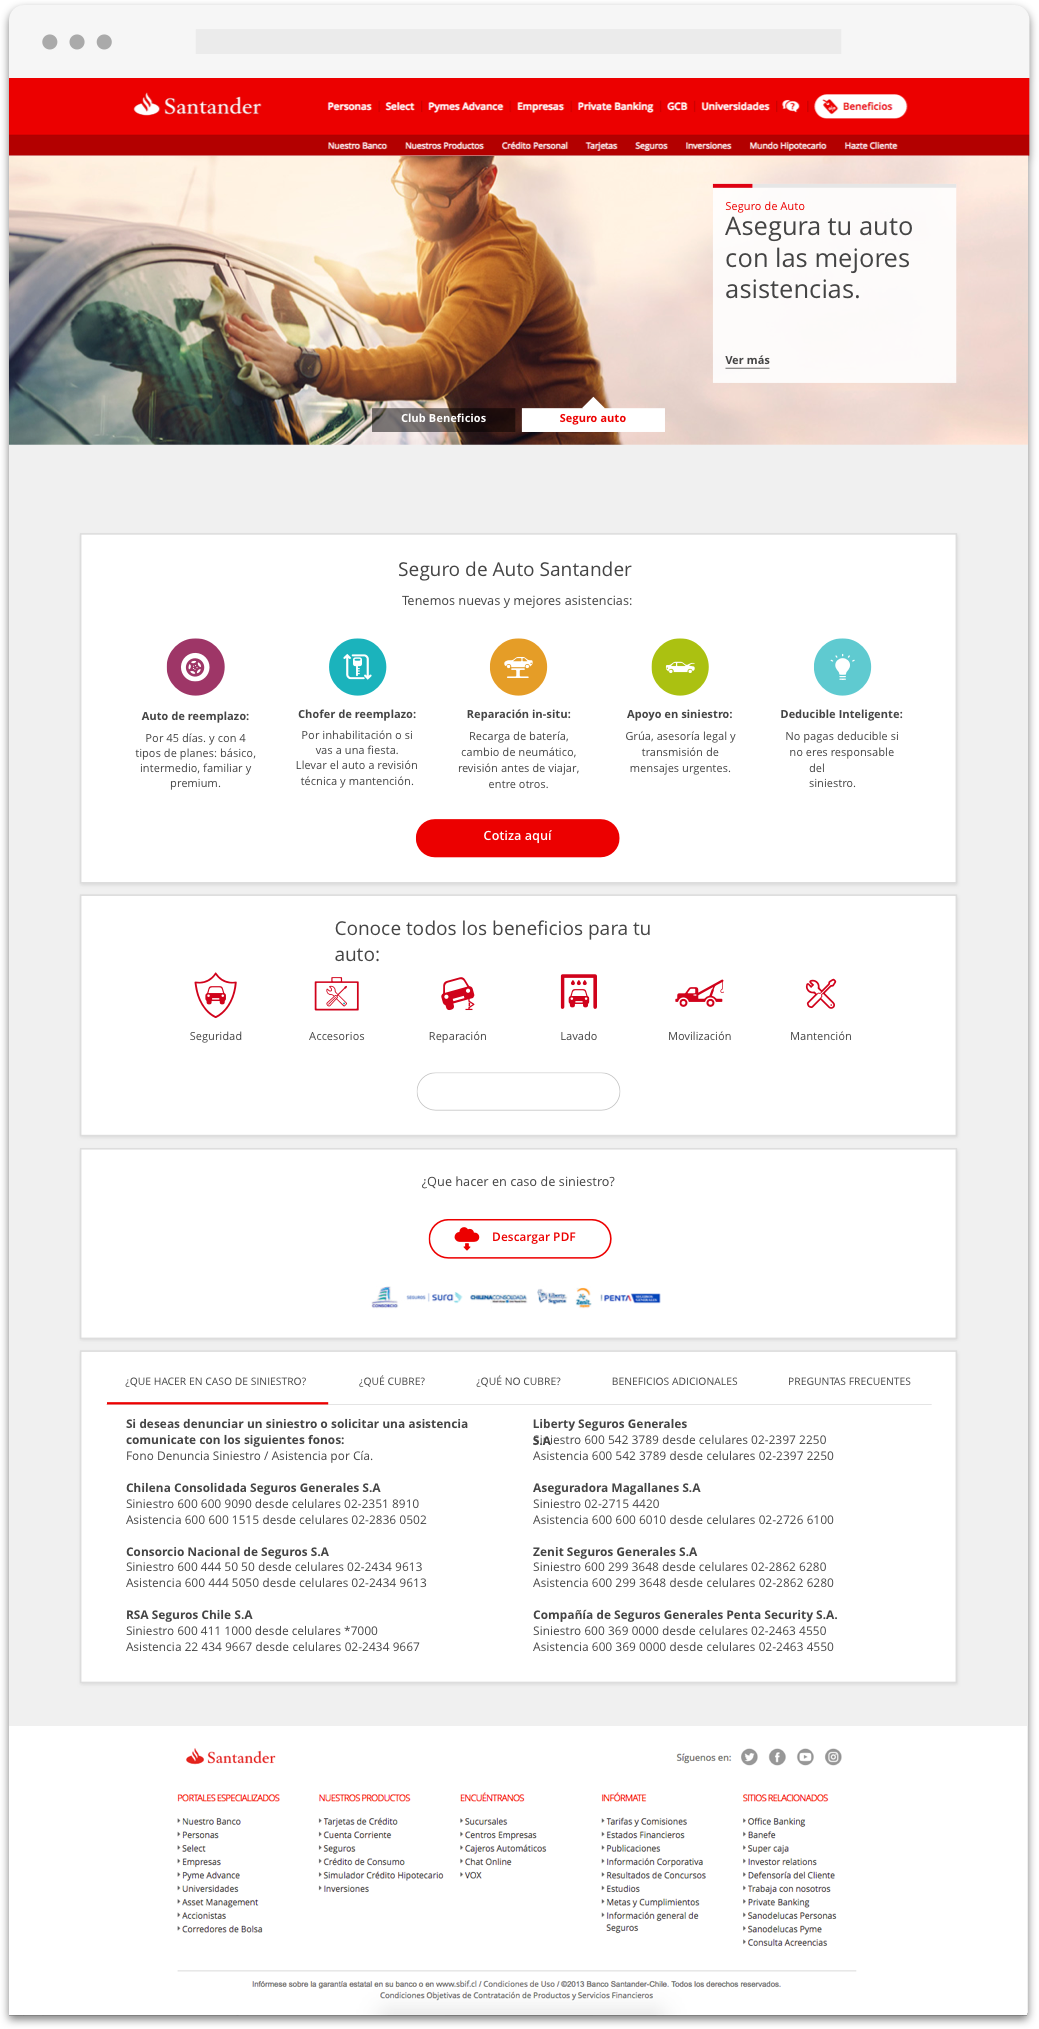 Santander
Personas Select Pymes Advance Empresas Private Banking GCB Universidades Beneficios
Nuestro Banco Nuestros Productos Crédito Personal Tarjetas Seguros Inversiones Mundo Hipotecario Hazte Cliente
Seguro de Auto
Asegura tu auto
con las mejores
asistencias.
Ver más
Club Beneficios Seguro auto
Seguro de Auto Santander
Tenemos nuevas y mejores asistencias:
Auto de reemplazo:
Por 45 días. y con 4
tipos de planes: básico,
intermedio, familiar y
premium.
Chofer de reemplazo:
Por inhabilitación o si
vas a una fiesta.
Llevar el auto a revisión
técnica y mantención.
Reparación in-situ:
Recarga de batería,
cambio de neumático,
revisión antes de viajar,
entre otros.
Apoyo en siniestro:
Grúa, asesoría legal y
transmisión de
mensajes urgentes.
Deducible Inteligente:
No pagas deducible si
no eres responsable
del
siniestro.
Cotiza aquí
Conoce todos los beneficios para tu
auto:
Seguridad Accesorios Reparación Lavado Movilización Mantención
¿Que hacer en caso de siniestro?
Descargar PDF
CONSORCIO SEGUROS sura CHILENA CONSOLIDADA Liberty Seguros Zenit PENTA
¿QUE HACER EN CASO DE SINIESTRO? ¿QUÉ CUBRE? ¿QUÉ NO CUBRE? BENEFICIOS ADICIONALES PREGUNTAS FRECUENTES
Si deseas denunciar un siniestro o solicitar una asistencia
comunicate con los siguientes fonos:
Fono Denuncia Siniestro / Asistencia por Cía.
Chilena Consolidada Seguros Generales S.A
Siniestro 600 600 9090 desde celulares 02-2351 8910
Asistencia 600 600 1515 desde celulares 02-2836 0502
Consorcio Nacional de Seguros S.A
Siniestro 600 444 50 50 desde celulares 02-2434 9613
Asistencia 600 444 5050 desde celulares 02-2434 9613
RSA Seguros Chile S.A
Siniestro 600 411 1000 desde celulares *7000
Asistencia 22 434 9667 desde celulares 02-2434 9667
Liberty Seguros Generales
S.A
Siniestro 600 542 3789 desde celulares 02-2397 2250
Asistencia 600 542 3789 desde celulares 02-2397 2250
Aseguradora Magallanes S.A
Siniestro 02-2715 4420
Asistencia 600 600 6010 desde celulares 02-2726 6100
Zenit Seguros Generales S.A
Siniestro 600 299 3648 desde celulares 02-2862 6280
Asistencia 600 299 3648 desde celulares 02-2862 6280
Compañía de Seguros Generales Penta Security S.A.
Siniestro 600 369 0000 desde celulares 02-2463 4550
Asistencia 600 369 0000 desde celulares 02-2463 4550
Santander
Síguenos en:
PORTALES ESPECIALIZADOS
Nuestro Banco
Personas
Select
Empresas
Pyme Advance
Universidades
Asset Management
Accionistas
Corredores de Bolsa
NUESTROS PRODUCTOS
Tarjetas de Crédito
Cuenta Corriente
Seguros
Crédito de Consumo
Simulador Crédito Hipotecario
Inversiones
ENCUÉNTRANOS
Sucursales
Centros Empresas
Cajeros Automáticos
Chat Online
VOX
INFÓRMATE
Tarifas y Comisiones
Estados Financieros
Publicaciones
Información Corporativa
Resultados de Concursos
Estudios
Metas y Cumplimientos
Información general de
Seguros
SITIOS RELACIONADOS
Office Banking
Banefe
Super caja
Investor relations
Defensoría del Cliente
Trabaja con nosotros
Private Banking
Sanodelucas Personas
Sanodelucas Pyme
Consulta Acreencias
Infórmese sobre la garantía estatal en su banco o en www.sbif.cl / Condiciones de Uso / ©2013 Banco Santander-Chile. Todos los derechos reservados.
Condiciones Objetivas de Contratación de Productos y Servicios Financieros